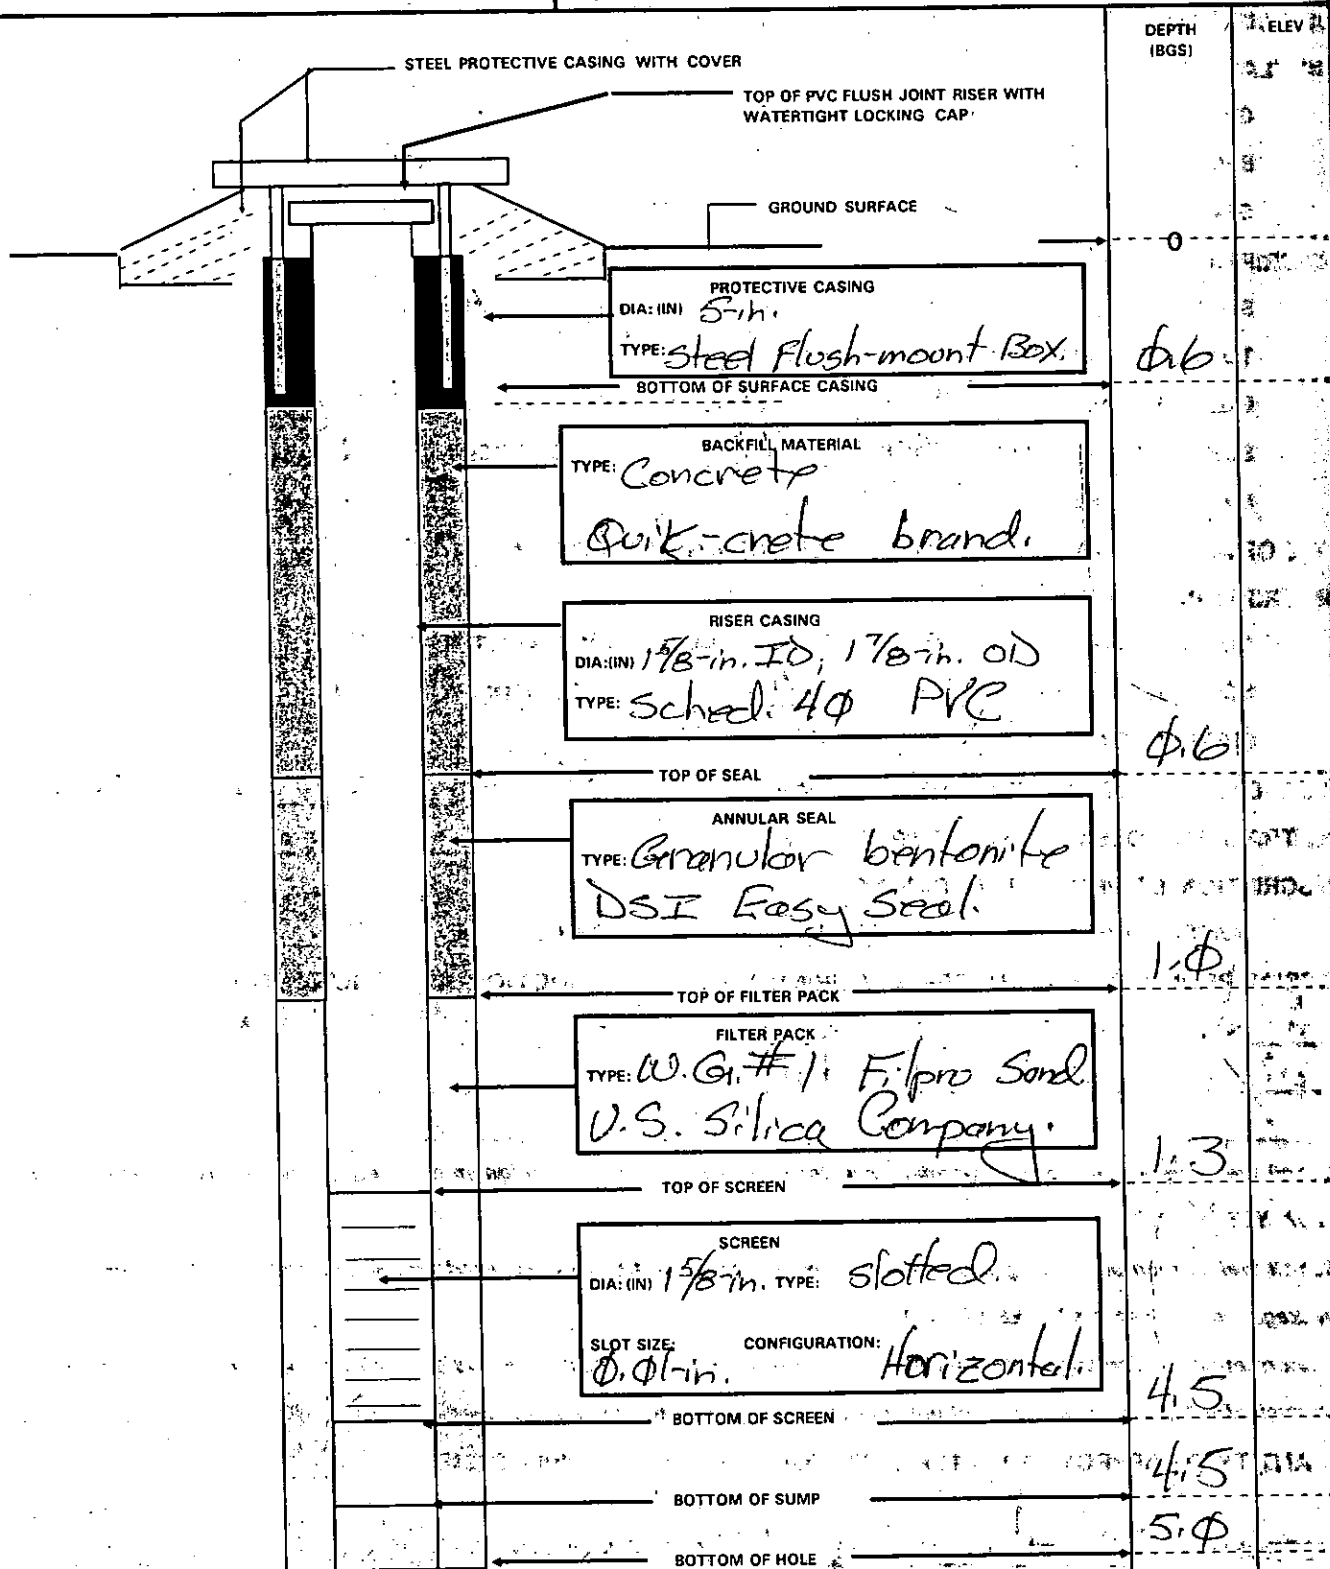 DEPTH
(BGS)
ELEV
STEEL PROTECTIVE CASING WITH COVER
TOP OF PVC FLUSH JOINT RISER WITH
WATERTIGHT LOCKING CAP
GROUND SURFACE
0
PROTECTIVE CASING
DIA: (IN) 5-in.
TYPE: Steel Flush-mount Box.
0.6
BOTTOM OF SURFACE CASING
BACKFILL MATERIAL
TYPE: Concrete
Quik-crete brand.
RISER CASING
DIA:(IN) 1 5/8-in. ID, 1 7/8-in. OD
TYPE: Sched. 40 PVC
0.6
TOP OF SEAL
ANNULAR SEAL
TYPE: Granular bentonite
DSI Easy Seal.
1.0
TOP OF FILTER PACK
FILTER PACK
TYPE: W.G. #1 Filpro Sand
U.S. Silica Company.
1.3
TOP OF SCREEN
SCREEN
DIA: (IN) 1 5/8-in. TYPE: slotted.
SLOT SIZE: CONFIGURATION:
0.01-in. Horizontal.
4.5
BOTTOM OF SCREEN
4.5
BOTTOM OF SUMP
5.0
BOTTOM OF HOLE